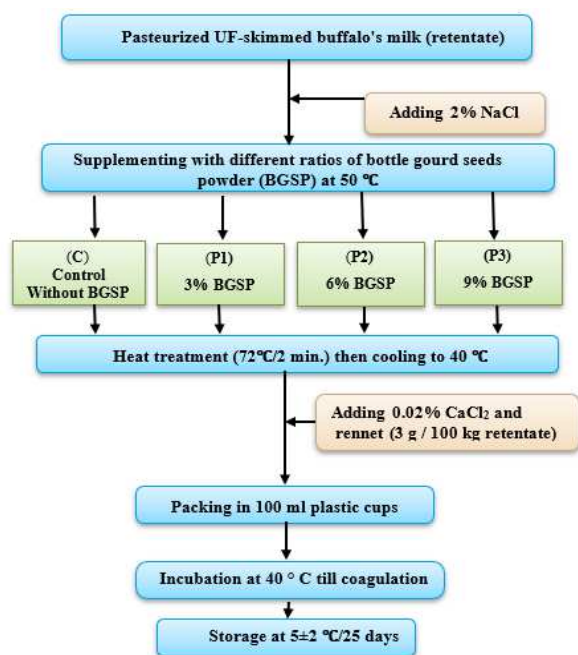 Pasteurized UF-skimmed buffalo's milk (retentate)
Adding 2% NaCl
Supplementing with different ratios of bottle gourd seeds
powder (BGSP) at 50 ℃
(C)
Control
Without BGSP
(P1)
3% BGSP
(P2)
6% BGSP
(P3)
9% BGSP
Heat treatment (72℃/2 min.) then cooling to 40 ℃
Adding 0.02% CaCl₂ and
rennet (3 g / 100 kg retentate)
Packing in 100 ml plastic cups
Incubation at 40 ° C till coagulation
Storage at 5±2 ℃/25 days